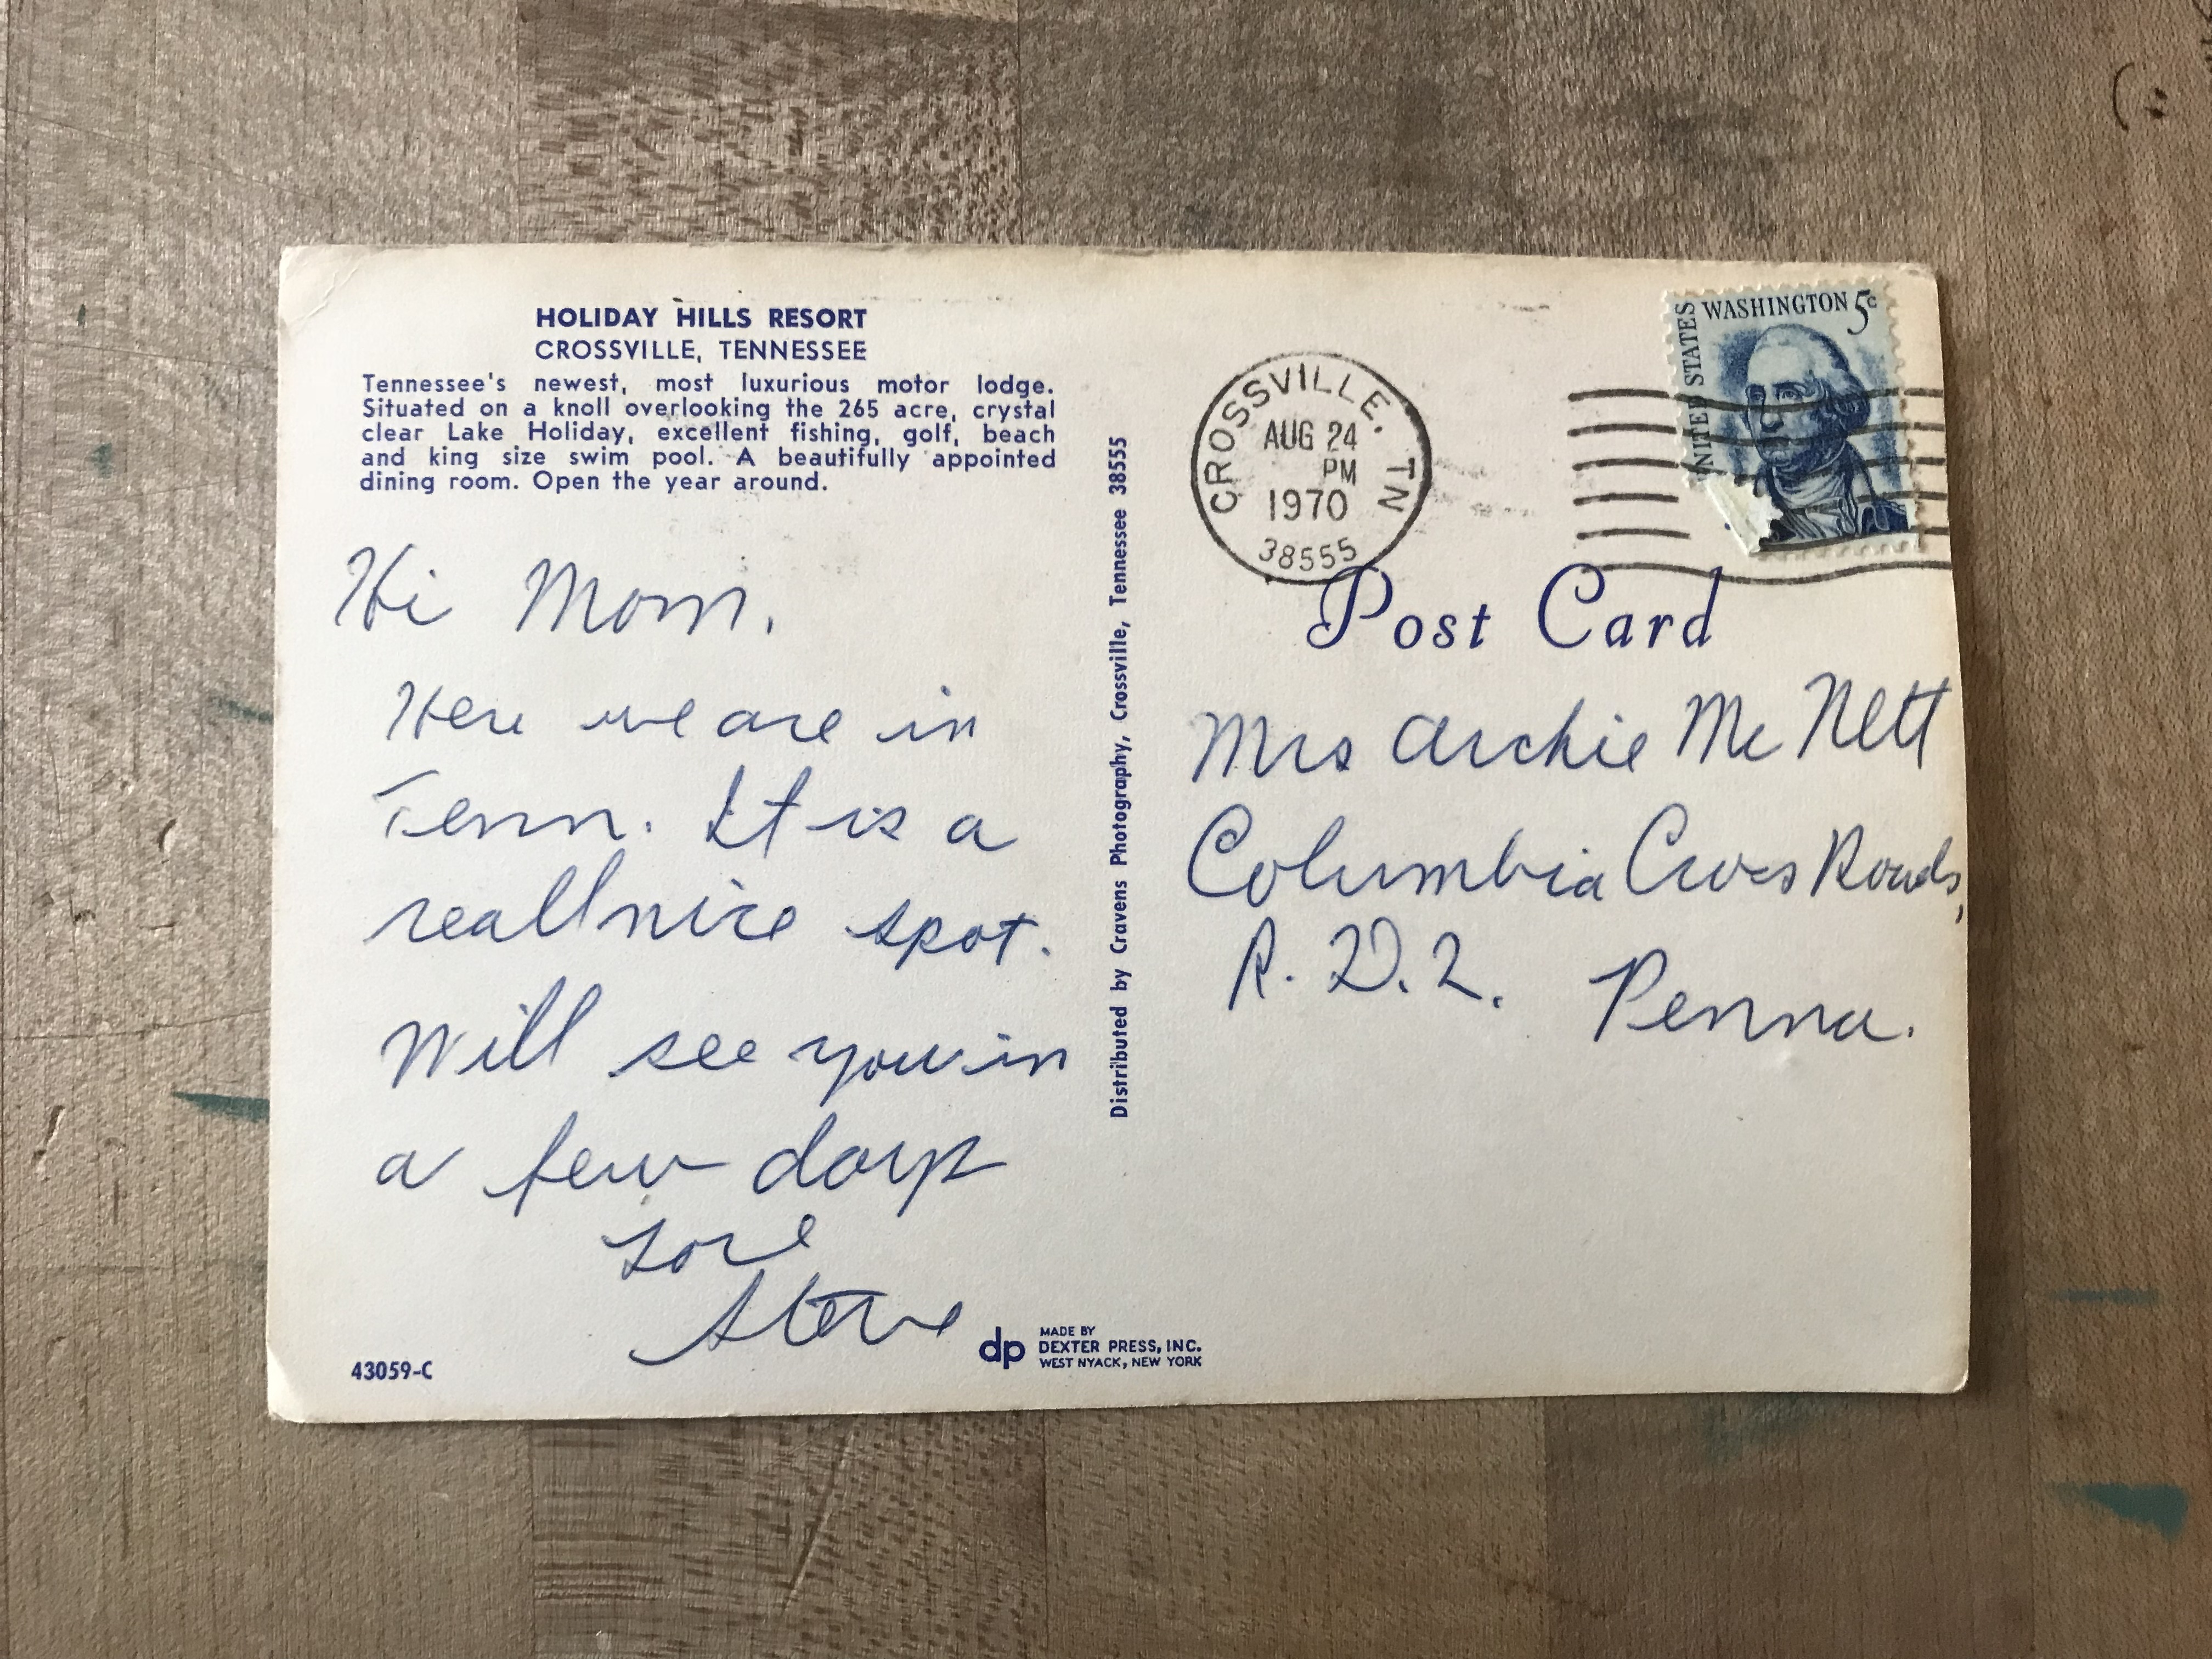 HOLIDAY HILLS RESORT
CROSSVILLE, TENNESSEE
Tennessee's newest, most luxurious motor lodge.
Situated on a knoll overlooking the 265 acre, crystal
clear Lake Holiday, excellent fishing, golf, beach
and king size swim pool. A beautifully appointed
dining room. Open the year around.
Hi Mom,
Here we are in
Tenn. It is a
reall nice spot.
Will see you in
a few days
Love
Steve
43059-C
dp
MADE BY
DEXTER PRESS, INC.
WEST NYACK, NEW YORK
Distributed by Cravens Photography, Crossville, Tennessee 38555
CROSSVILLE, TN
AUG 24
PM
1970
38555
UNITED STATES
WASHINGTON 5c
Post Card
Mrs Archie Mc Nett
Columbia Cross Roads,
R. D. 2. Penna.